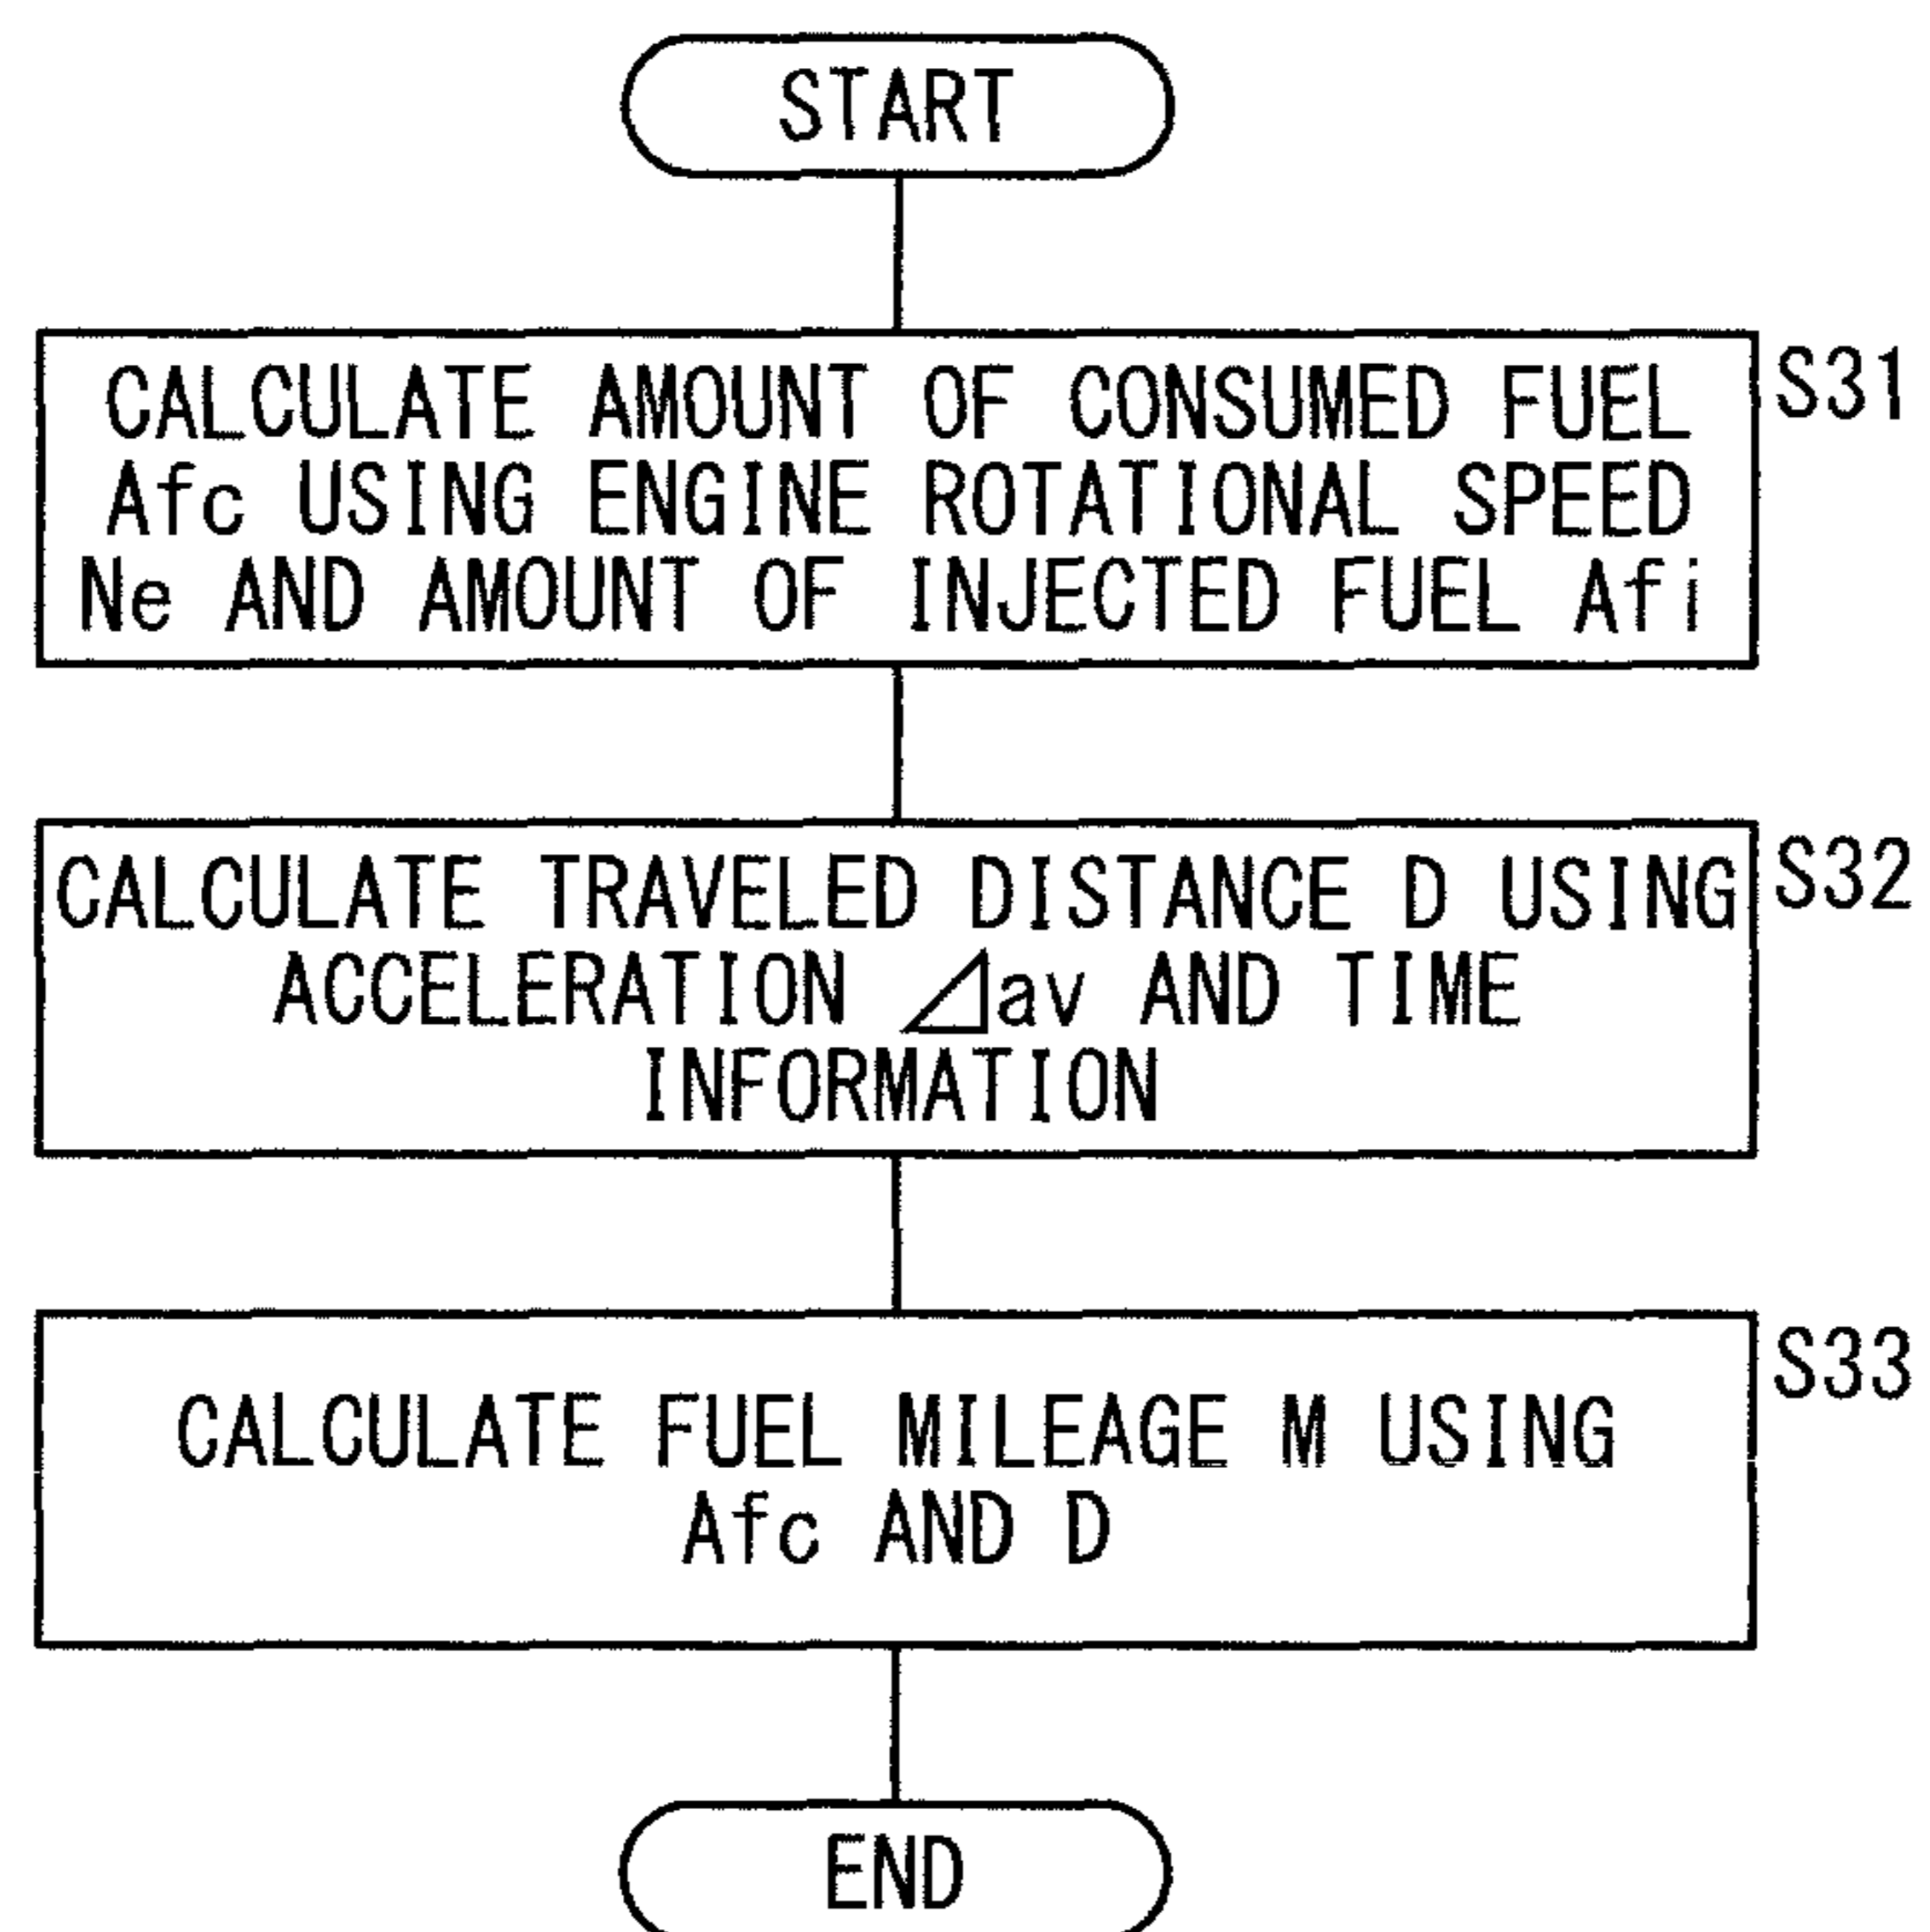 START
CALCULATE AMOUNT OF CONSUMED FUEL S31
Afc USING ENGINE ROTATIONAL SPEED
Ne AND AMOUNT OF INJECTED FUEL Afi
CALCULATE TRAVELED DISTANCE D USING S32
ACCELERATION ⊿av AND TIME
INFORMATION
S33
CALCULATE FUEL MILEAGE M USING
Afc AND D
END